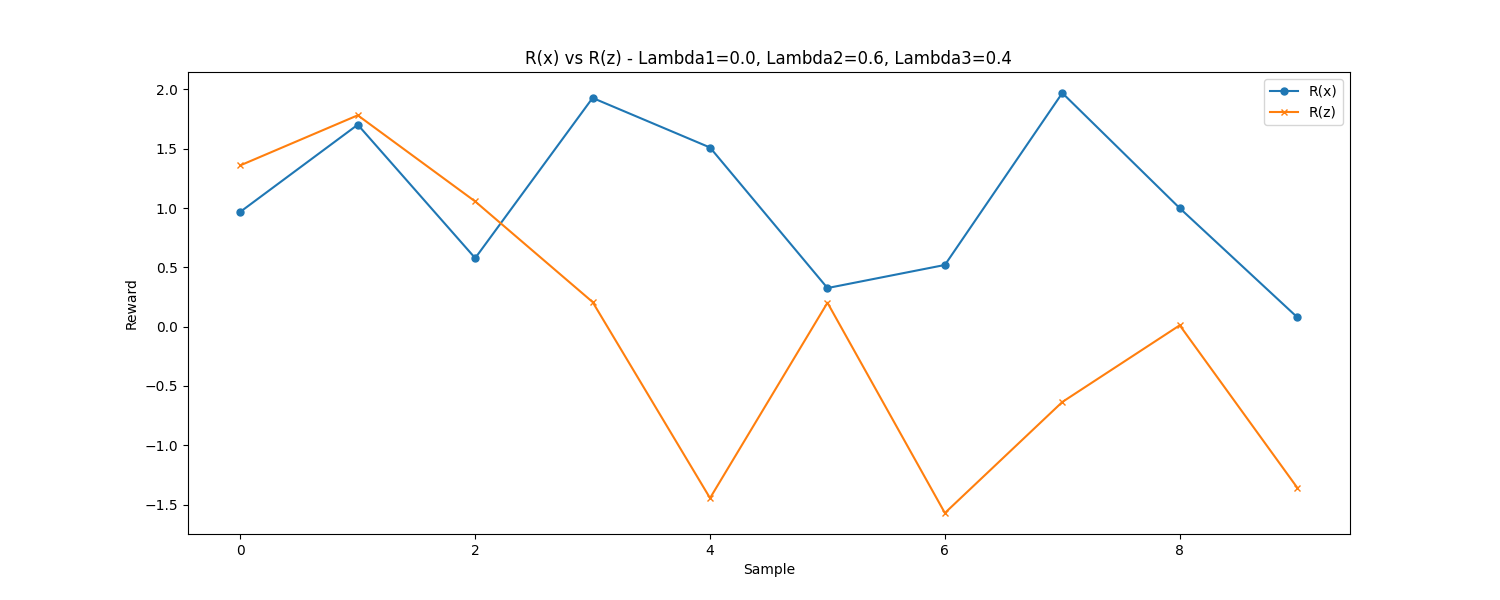 R(x) vs R(z) - Lambda1=0.0, Lambda2=0.6, Lambda3=0.4
R(x)
R(z)
2.0
1.5
1.0
0.5
0.0
−0.5
−1.0
−1.5
Reward
0 2 4 6 8
Sample